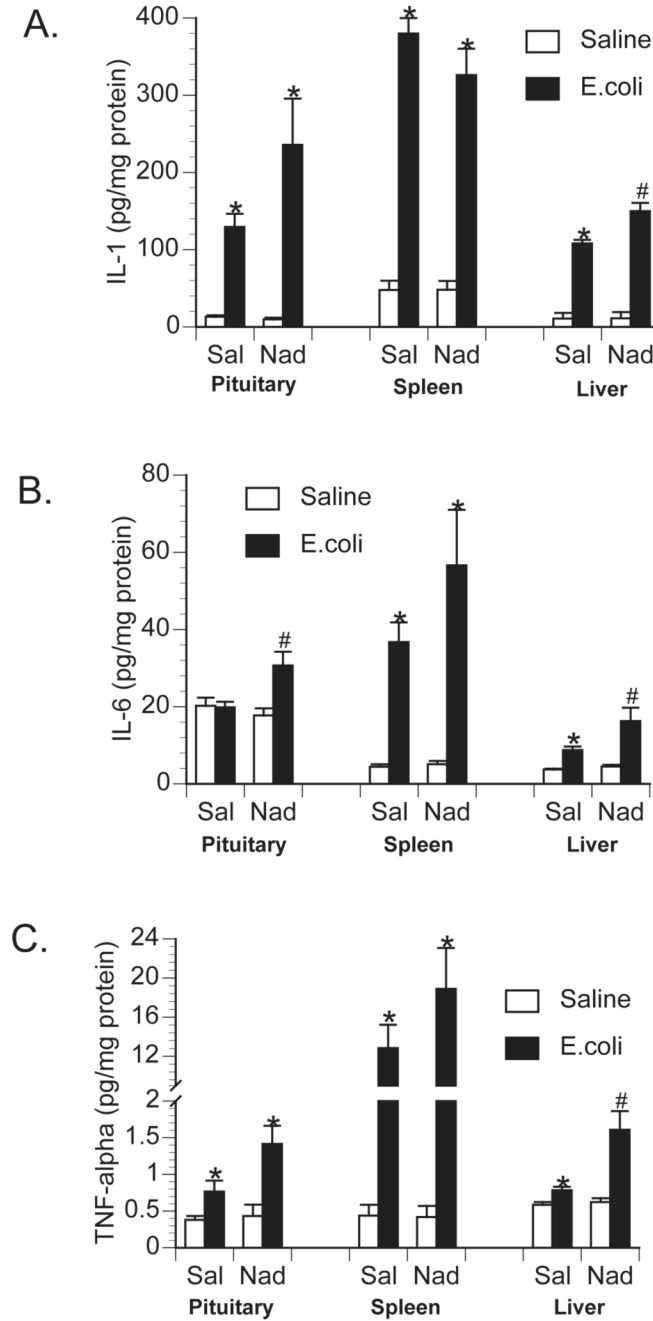 A.
IL-1 (pg/mg protein)
400
300
200
100
0
Saline
E.coli
* * * * * #
Sal Nad Sal Nad Sal Nad
Pituitary Spleen Liver
B.
IL-6 (pg/mg protein)
80
60
40
20
0
Saline
E.coli
# * * * #
Sal Nad Sal Nad Sal Nad
Pituitary Spleen Liver
C.
TNF-alpha (pg/mg protein)
24
20
16
12
2
1.5
1
0.5
0
Saline
E.coli
* * * * * #
Sal Nad Sal Nad Sal Nad
Pituitary Spleen Liver